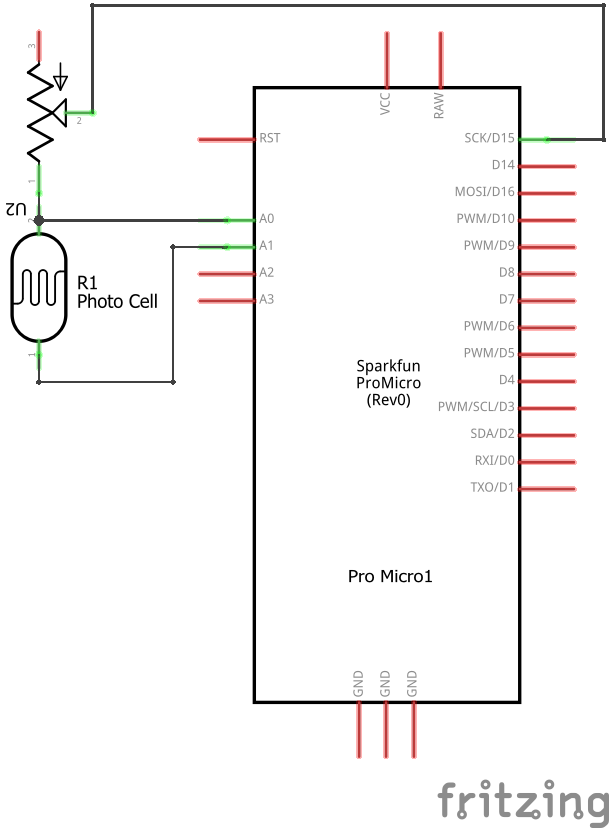 3
2
1
U2
2
R1
Photo Cell
1
VCC
RAW
RST
A0
A1
A2
A3
SCK/D15
D14
MOSI/D16
PWM/D10
PWM/D9
D8
D7
PWM/D6
PWM/D5
D4
PWM/SCL/D3
SDA/D2
RXI/D0
TXO/D1
Sparkfun
ProMicro
(Rev0)
Pro Micro1
GND
GND
GND
fritzing